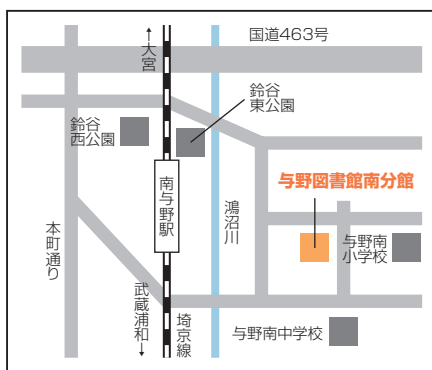 国道463号
←大宮
鈴谷
東公園
鈴谷
西公園
南与野駅
与野図書館南分館
鴻沼川
本町通り
与野南
小学校
武蔵浦和→
埼京線
与野南中学校